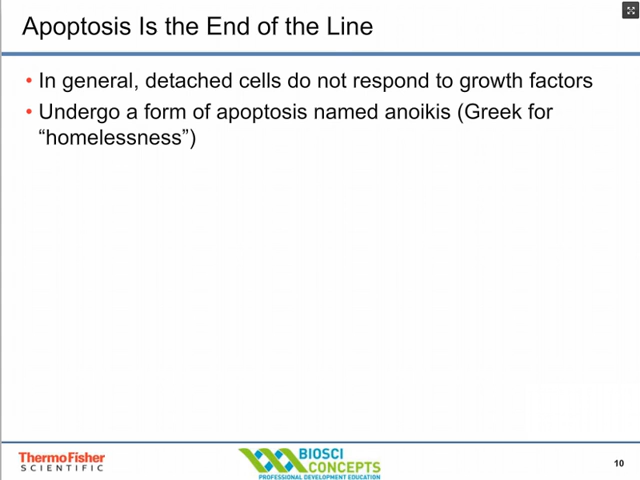 Apoptosis Is the End of the Line
• In general, detached cells do not respond to growth factors
• Undergo a form of apoptosis named anoikis (Greek for
“homelessness”)
ThermoFisher
SCIENTIFIC
BIOSCI
CONCEPTS
PROFESSIONAL DEVELOPMENT EDUCATION
10